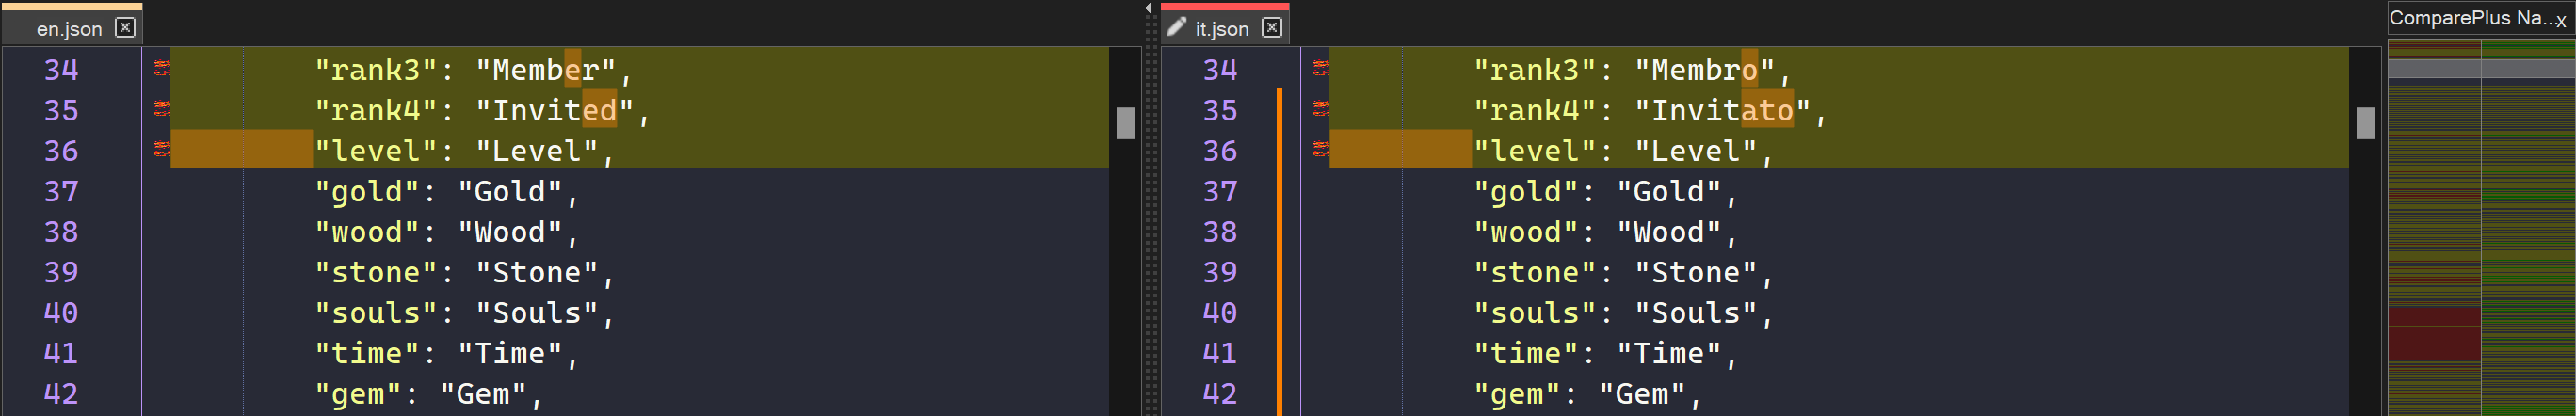 en.json
34 "rank3": "Member",
35 "rank4": "Invited",
36 "level": "Level",
37 "gold": "Gold",
38 "wood": "Wood",
39 "stone": "Stone",
40 "souls": "Souls",
41 "time": "Time",
42 "gem": "Gem",
it.json
34 "rank3": "Membro",
35 "rank4": "Invitato",
36 "level": "Level",
37 "gold": "Gold",
38 "wood": "Wood",
39 "stone": "Stone",
40 "souls": "Souls",
41 "time": "Time",
42 "gem": "Gem",
ComparePlus Na... x